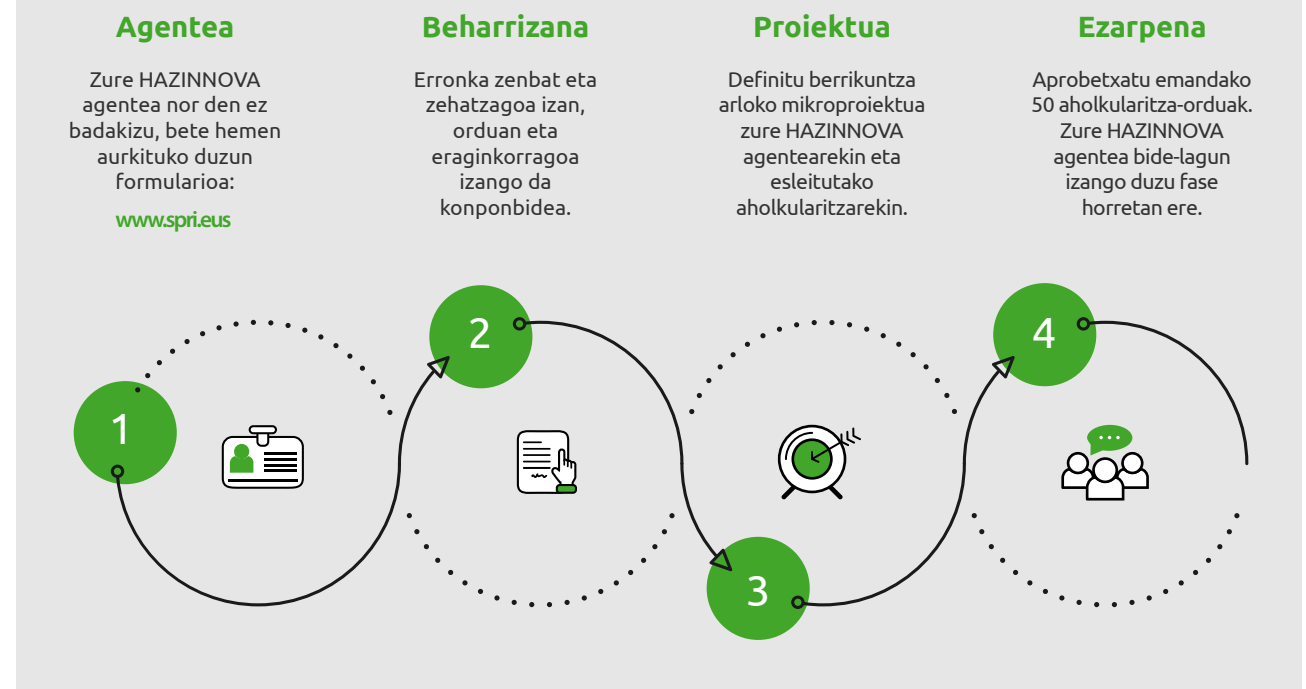 Agentea
Zure HAZINNOVA
agentea nor den ez
badakizu, bete hemen
aurkituko duzun
formularioa:
www.spri.eus
Beharrizana
Erronka zenbat eta
zehatzagoa izan,
orduan eta
eraginkorragoa
izango da
konponbidea.
Proiektua
Definitu berrikuntza
arloko mikroproiektua
zure HAZINNOVA
agentearekin eta
esleitutako
aholkularitzarekin.
Ezarpena
Aprobetxatu emandako
50 aholkularitza-orduak.
Zure HAZINNOVA
agentea bide-lagun
izango duzu fase
horretan ere.
1
2
3
4